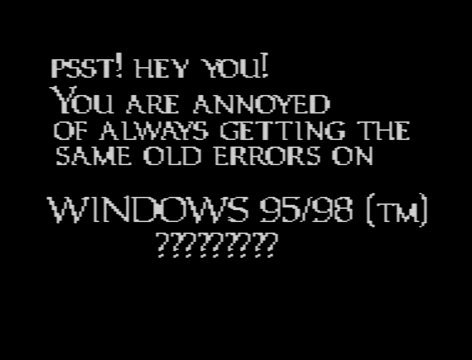 PSST! HEY YOU!
YOU ARE ANNOYED
OF ALWAYS GETTING THE
SAME OLD ERRORS ON
WINDOWS 95/98 (TM)
?????????